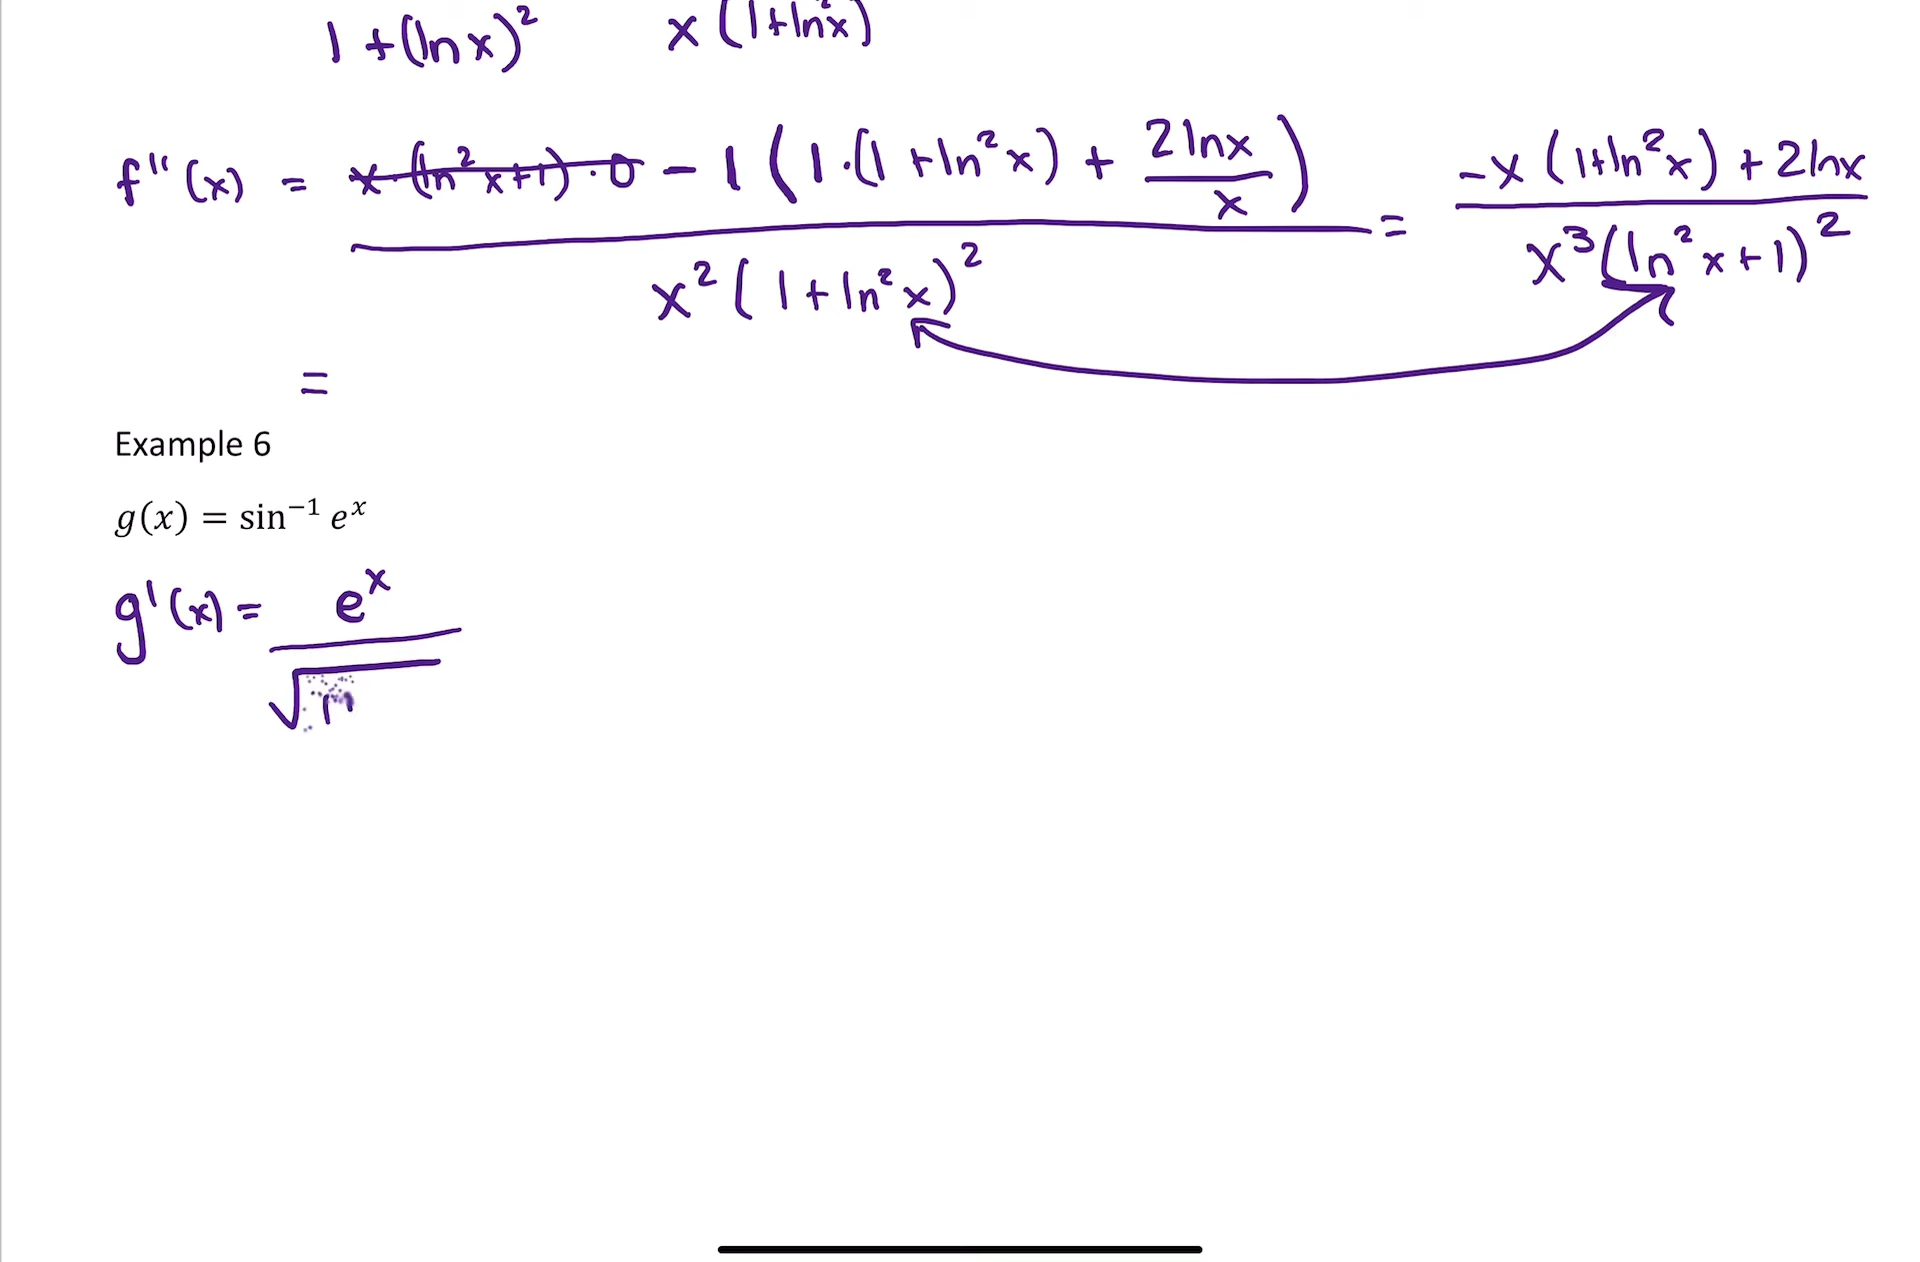 1 + (ln x)² x (1 + ln²x)
f''(x) = x · (ln²x + 1) · 0 - 1 (1 · (1 + ln²x) + 2 ln x / x) / x² (1 + ln²x)² = -x (1 + ln²x) + 2 ln x / x³ (ln²x + 1)²
=
Example 6
g(x) = sin⁻¹ eˣ
g'(x) = eˣ / √